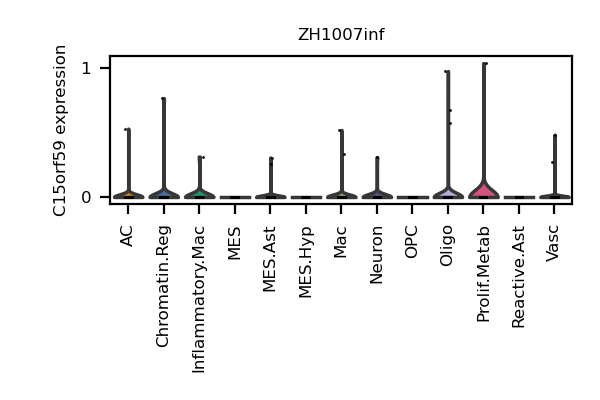 ZH1007inf
C15orf59 expression
1
0
AC
Chromatin.Reg
Inflammatory.Mac
MES
MES.Ast
MES.Hyp
Mac
Neuron
OPC
Oligo
Prolif.Metab
Reactive.Ast
Vasc